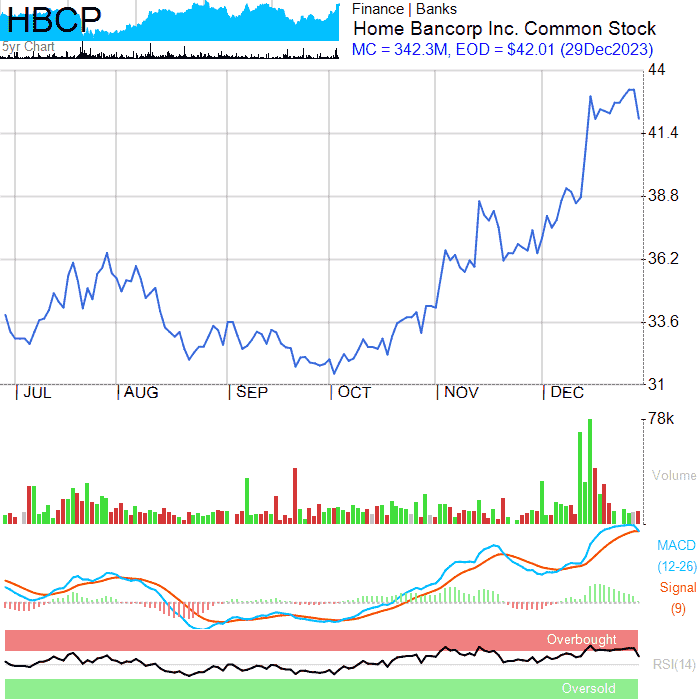 HBCP
5yr Chart
Finance | Banks
Home Bancorp Inc. Common Stock
MC = 342.3M, EOD = $42.01 (29Dec2023)
44
41.4
38.8
36.2
33.6
31
JUL AUG SEP OCT NOV DEC
78k
Volume
MACD
(12-26)
Signal
(9)
Overbought
RSI(14)
Oversold